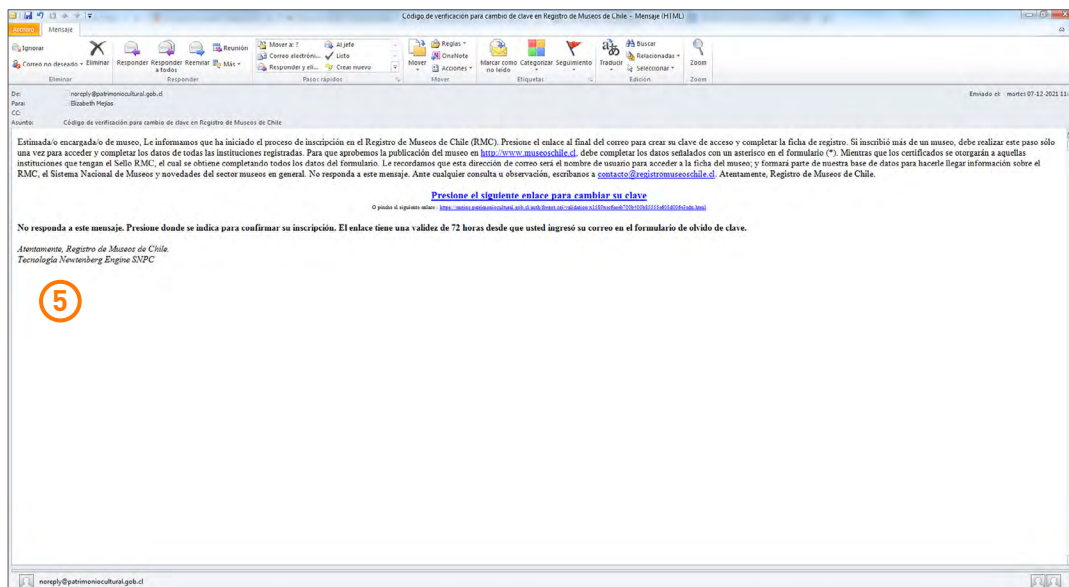 Código de verificación para cambio de clave en Registro de Museos de Chile - Mensaje (HTML)
Archivo Mensaje
Ignorar
Correo no deseado
Eliminar
Responder
Responder a todos
Reenviar
Reunión
Más
Mover a: ?
Correo electróni...
Responder y eli...
Al jefe
Listo
Crear nuevo
Mover
Reglas
OneNote
Acciones
Marcar como no leído
Categorizar
Seguimiento
Traducir
Buscar
Relacionadas
Seleccionar
Zoom
Eliminar Responder Pasos rápidos Mover Etiquetas Edición Zoom
De: noreply@patrimoniocultural.gob.cl Enviado el: martes 07-12-2021 11:
Para: Elizabeth Mejias
CC:
Asunto: Código de verificación para cambio de clave en Registro de Museos de Chile
Estimada/o encargada/o de museo, Le informamos que ha iniciado el proceso de inscripción en el Registro de Museos de Chile (RMC). Presione el enlace al final del correo para crear su clave de acceso y completar la ficha de registro. Si inscribió más de un museo, debe realizar este paso sólo
una vez para acceder y completar los datos de todas las instituciones registradas. Para que aprobemos la publicación del museo en http://www.museoschile.cl, debe completar los datos señalados con un asterisco en el formulario (*). Mientras que los certificados se otorgarán a aquellas
instituciones que tengan el Sello RMC, el cual se obtiene completando todos los datos del formulario. Le recordamos que esta dirección de correo será el nombre de usuario para acceder a la ficha del museo; y formará parte de nuestra base de datos para hacerle llegar información sobre el
RMC, el Sistema Nacional de Museos y novedades del sector museos en general. No responda a este mensaje. Ante cualquier consulta u observación, escríbanos a contacto@registromuseoschile.cl. Atentamente, Registro de Museos de Chile.
Presione el siguiente enlace para cambiar su clave
O pinche el siguiente enlace :
No responda a este mensaje. Presione donde se indica para confirmar su inscripción. El enlace tiene una validez de 72 horas desde que usted ingresó su correo en el formulario de olvido de clave.
Atentamente, Registro de Museos de Chile.
Tecnología Newtenberg Engine SNPC
5
noreply@patrimoniocultural.gob.cl